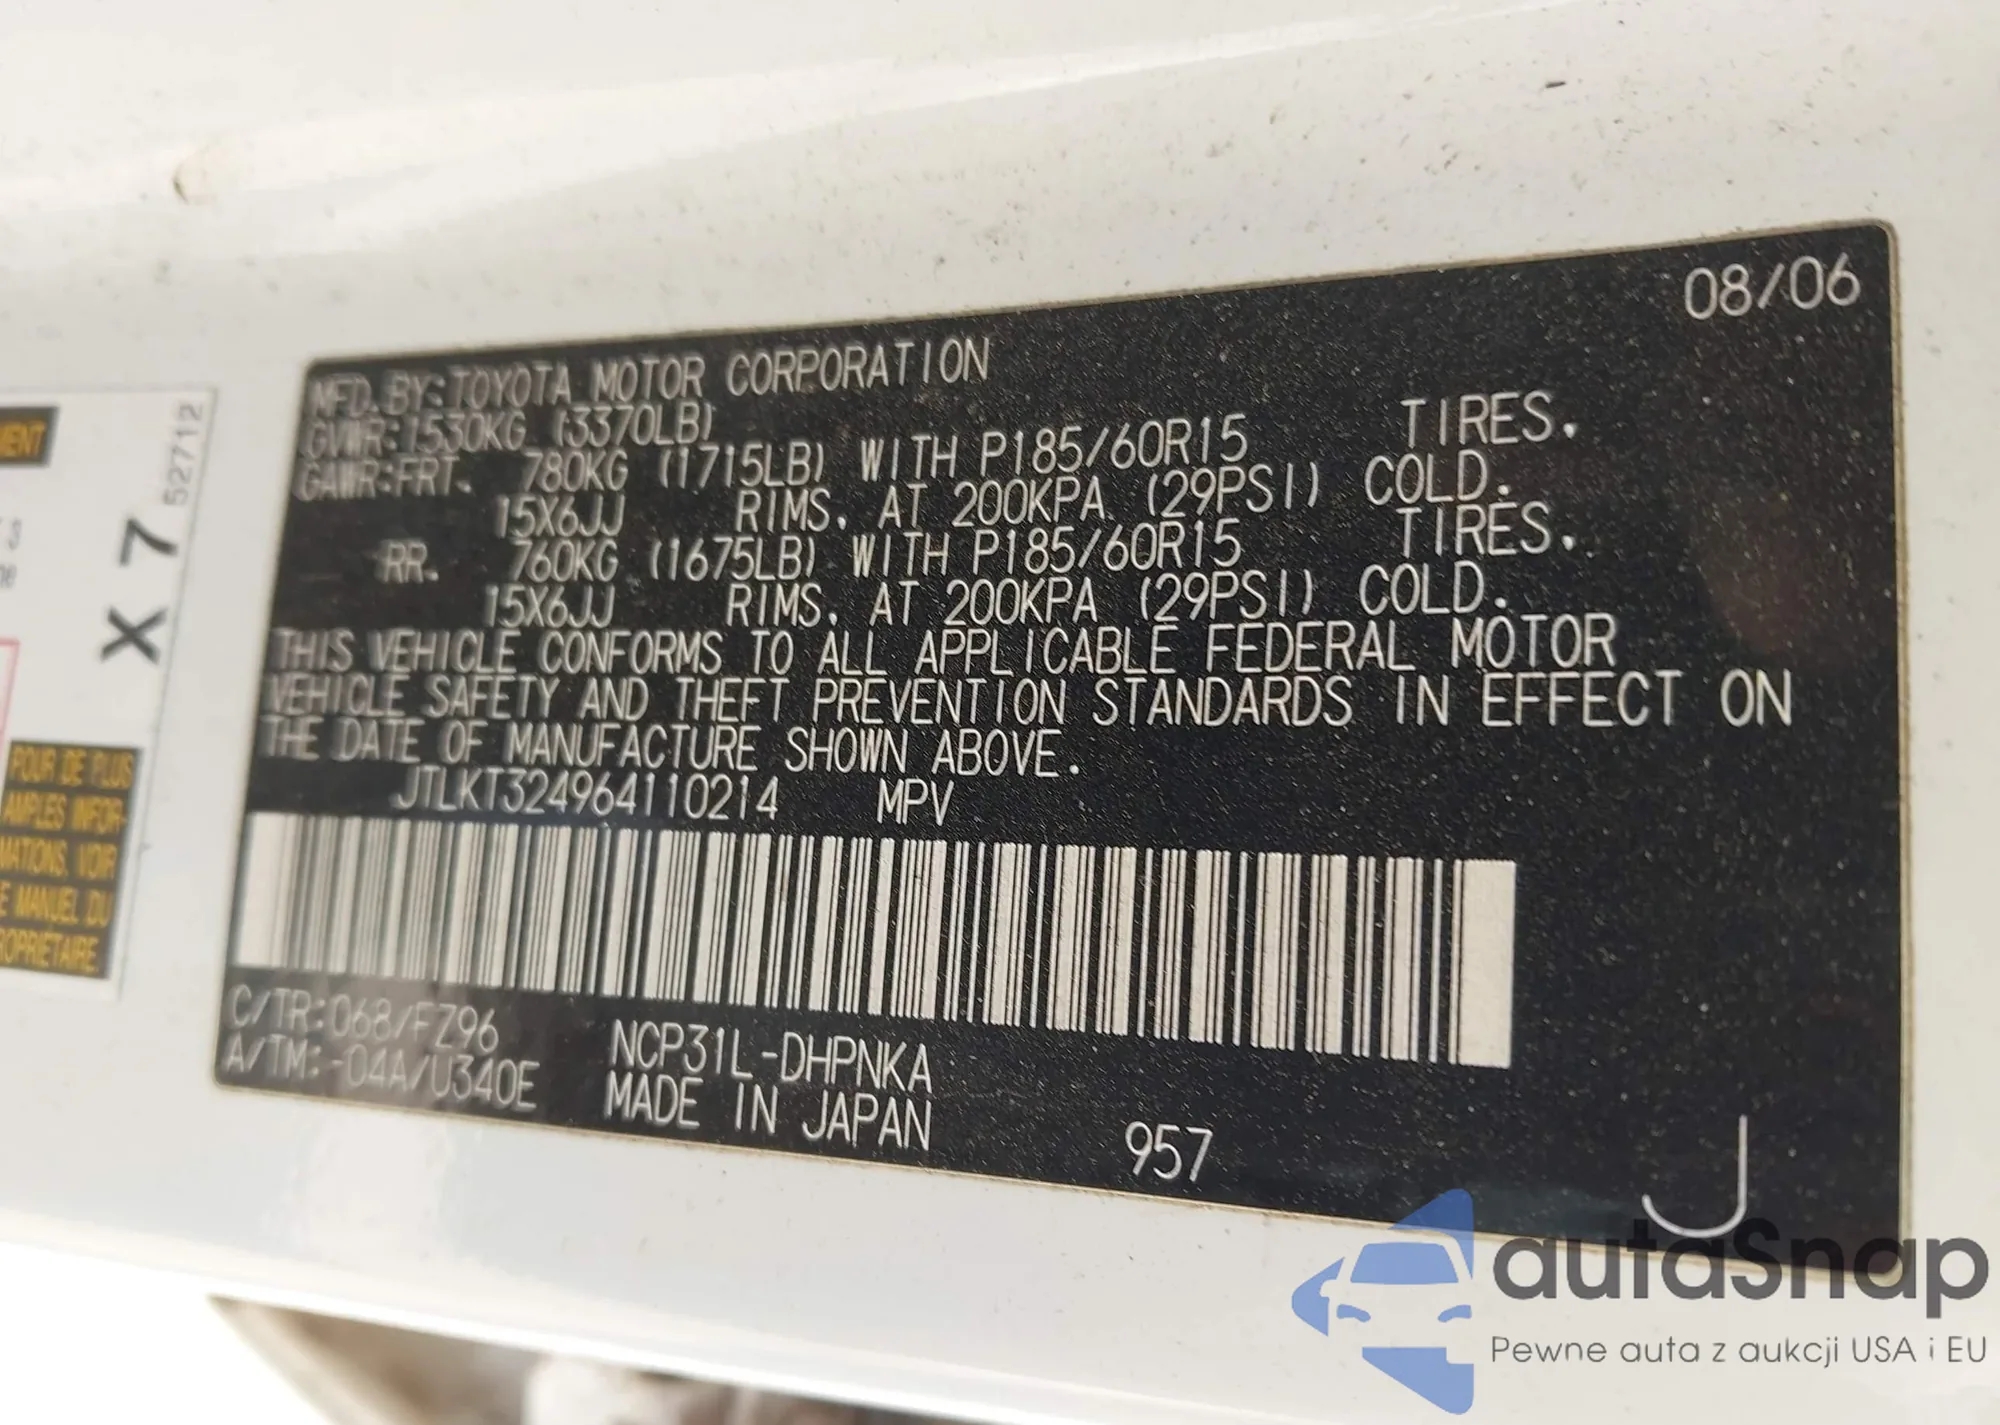 08/06
MFD. BY: TOYOTA MOTOR CORPORATION
GVWR: 1530KG (3370LB)
GAWR: FRT. 780KG (1715LB) WITH P185/60R15 TIRES.
15X6JJ RIMS. AT 200KPA (29PSI) COLD.
RR. 760KG (1675LB) WITH P185/60R15 TIRES.
15X6JJ RIMS. AT 200KPA (29PSI) COLD.
THIS VEHICLE CONFORMS TO ALL APPLICABLE FEDERAL MOTOR
VEHICLE SAFETY AND THEFT PREVENTION STANDARDS IN EFFECT ON
THE DATE OF MANUFACTURE SHOWN ABOVE.
JTLKT324964110214 MPV
C/TR: 068/FZ96 NCP31L-DHPNKA
A/TM: -04A/U340E MADE IN JAPAN
957
J
X 7
52712
POUR DE PLUS
AMPLES INFOR-
MATIONS, VOIR
MANUEL DU
autaSnap
Pewne auta z aukcji USA i EU